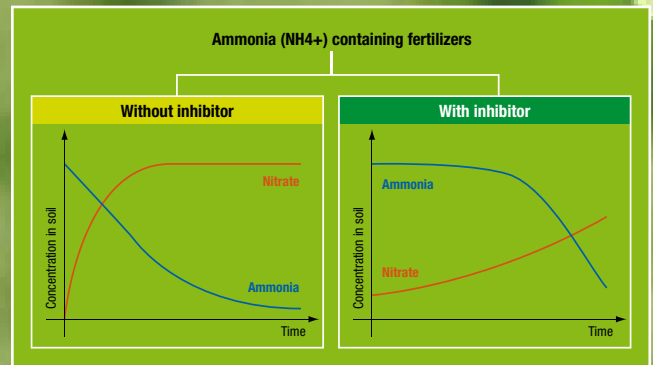 Ammonia (NH4+) containing fertilizers
Without inhibitor
Concentration in soil
Nitrate
Ammonia
Time
With inhibitor
Concentration in soil
Ammonia
Nitrate
Time